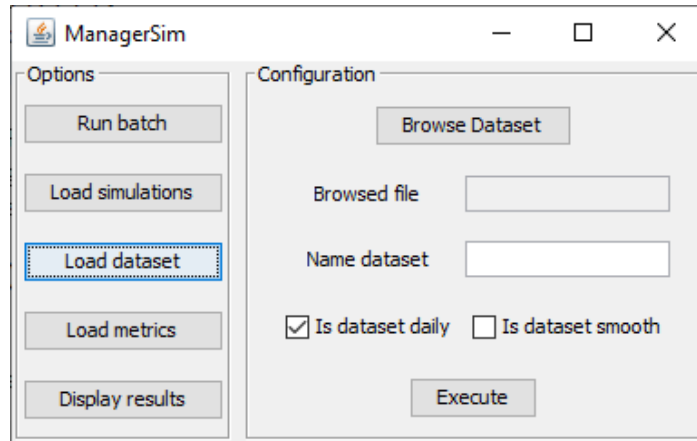 ManagerSim
Options
Run batch
Load simulations
Load dataset
Load metrics
Display results
Configuration
Browse Dataset
Browsed file
Name dataset
Is dataset daily
Is dataset smooth
Execute